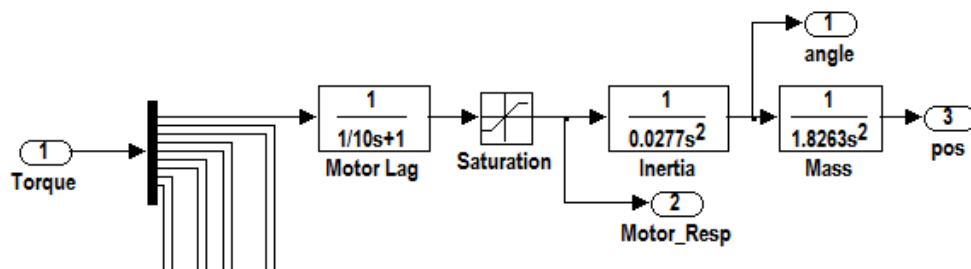 1
angle
1
1/10s+1
Motor Lag
Saturation
1
0.0277s²
Inertia
1
1.8263s²
Mass
3
pos
1
Torque
2
Motor_Resp